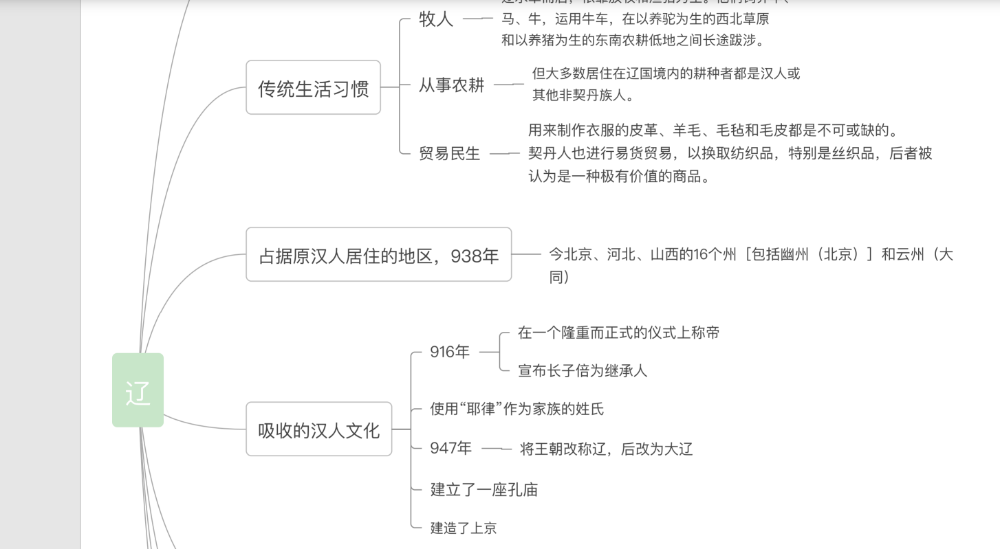 牧人
马、牛，运用牛车，在以养驼为生的西北草原
和以养猪为生的东南农耕低地之间长途跋涉。
传统生活习惯
从事农耕
但大多数居住在辽国境内的耕种者都是汉人或
其他非契丹族人。
贸易民生
用来制作衣服的皮革、羊毛、毛毡和毛皮都是不可或缺的。
契丹人也进行易货贸易，以换取纺织品，特别是丝织品，后者被
认为是一种极有价值的商品。
占据原汉人居住的地区，938年
今北京、河北、山西的16个州［包括幽州（北京）］和云州（大
同）
辽
吸收的汉人文化
916年
在一个隆重而正式的仪式上称帝
宣布长子倍为继承人
使用“耶律”作为家族的姓氏
947年
将王朝改称辽，后改为大辽
建立了一座孔庙
建造了上京